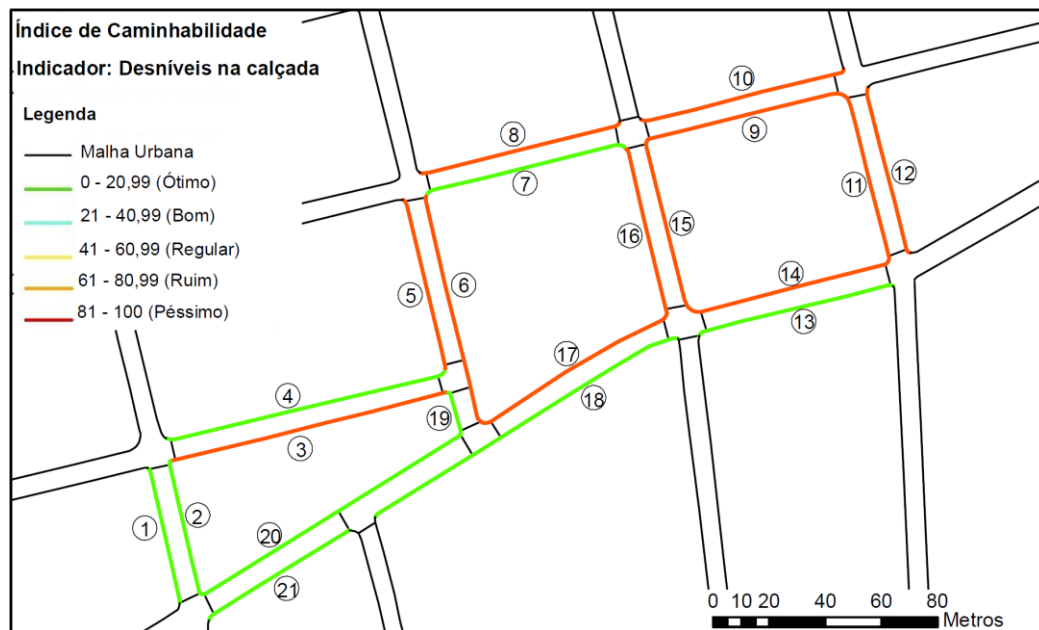 Índice de Caminhabilidade
Indicador: Desníveis na calçada
Legenda
Malha Urbana
0 - 20,99 (Ótimo)
21 - 40,99 (Bom)
41 - 60,99 (Regular)
61 - 80,99 (Ruim)
81 - 100 (Péssimo)
10
8
9
7
12
11
15
16
6
5
14
13
17
18
4
19
3
20
2
1
21
0 10 20 40 60 80
Metros